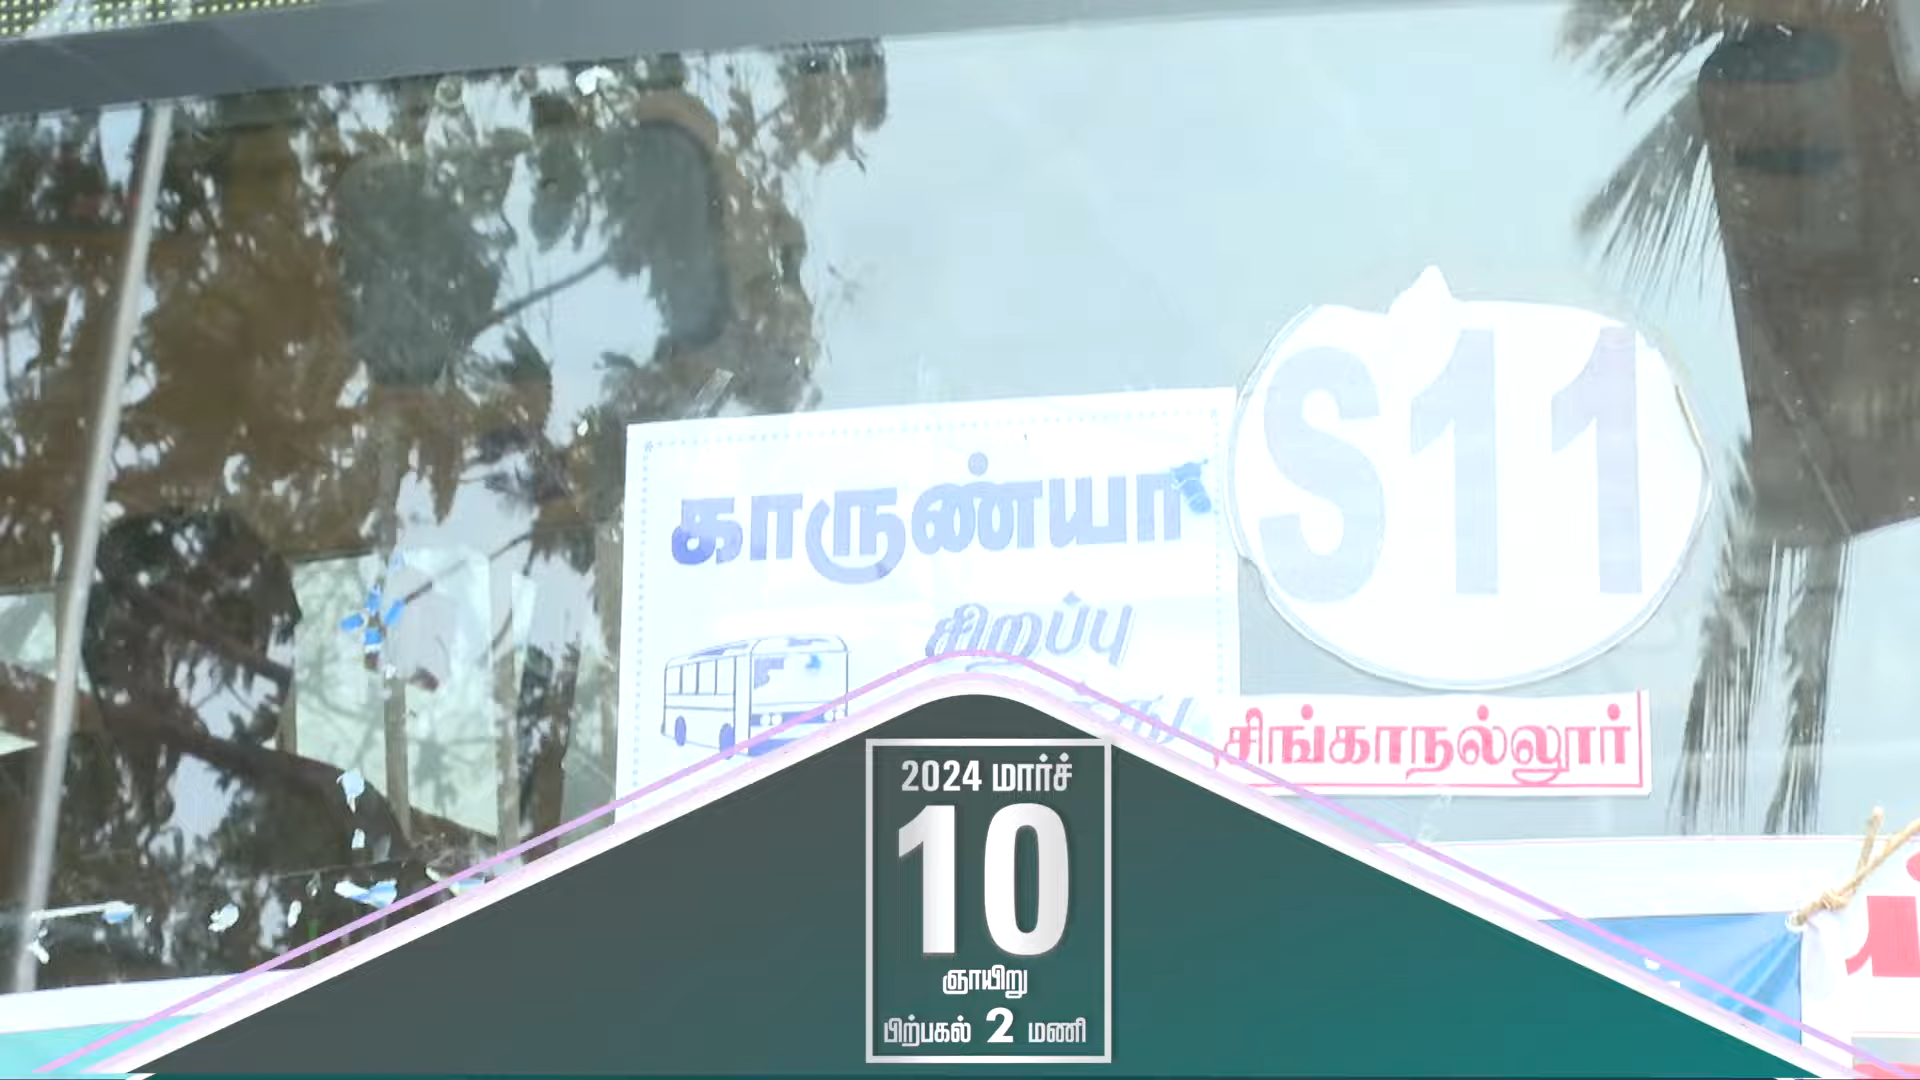 S11
காருண்யா
சிறப்பு
சிங்காநல்லூர்
2024 மார்ச்
10
ஞாயிறு
பிற்பகல் 2 மணி